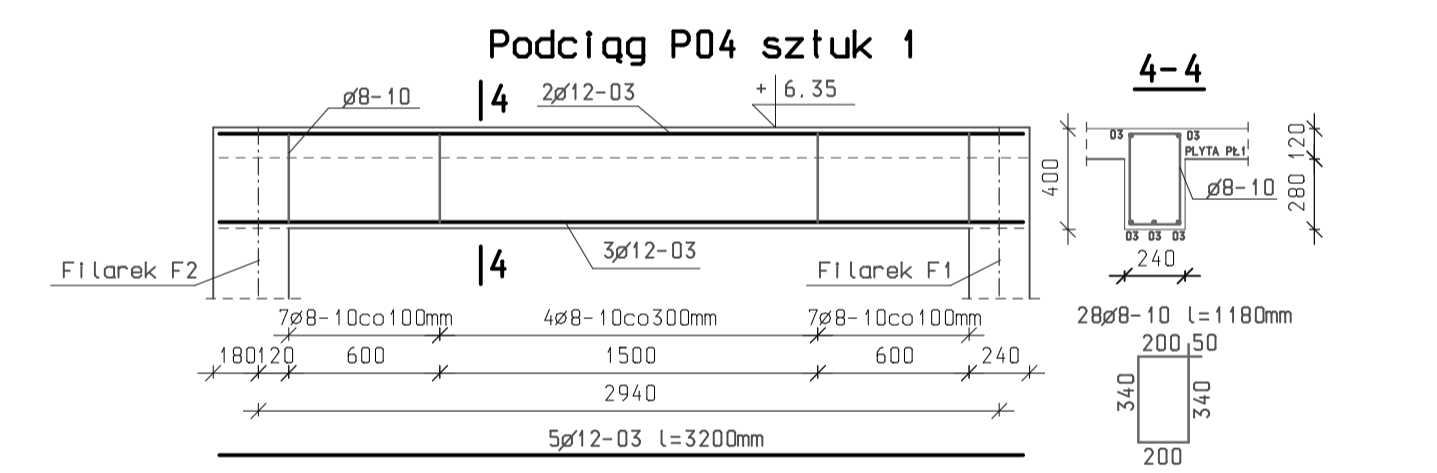 Podciąg P04 sztuk 1
4-4
ø8-10
4
2ø12-03
+ 6.35
03
03
PLYTA PŁ1
120
400
280
ø8-10
03 03 03
240
Filarek F2
4
3ø12-03
Filarek F1
7ø8-10co100mm
4ø8-10co300mm
7ø8-10co100mm
28ø8-10 l=1180mm
180
120
600
1500
600
240
200
50
2940
340
340
5ø12-03 l=3200mm
200